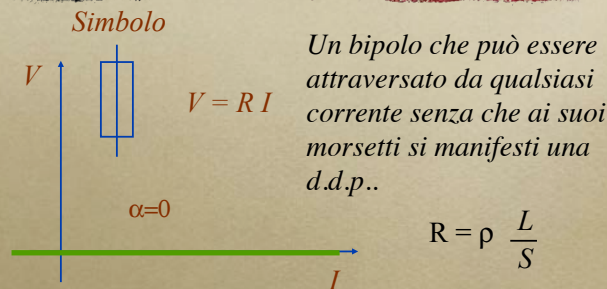 Simbolo
V
V = R I
α=0
I
Un bipolo che può essere
attraversato da qualsiasi
corrente senza che ai suoi
morsetti si manifesti una
d.d.p..
R = ρ L
S